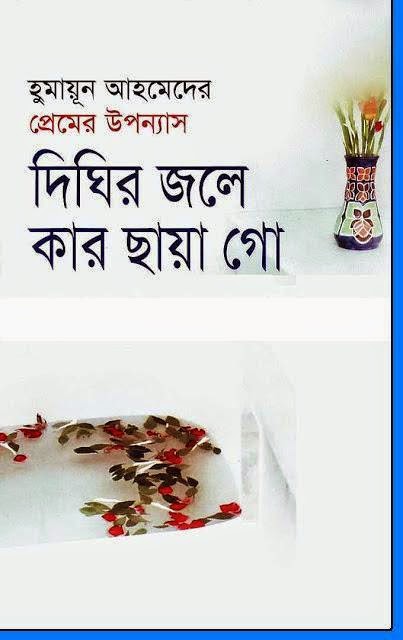 হুমায়ূন আহমেদের
প্রেমের উপন্যাস
দিঘির জলে
কার ছায়া গো